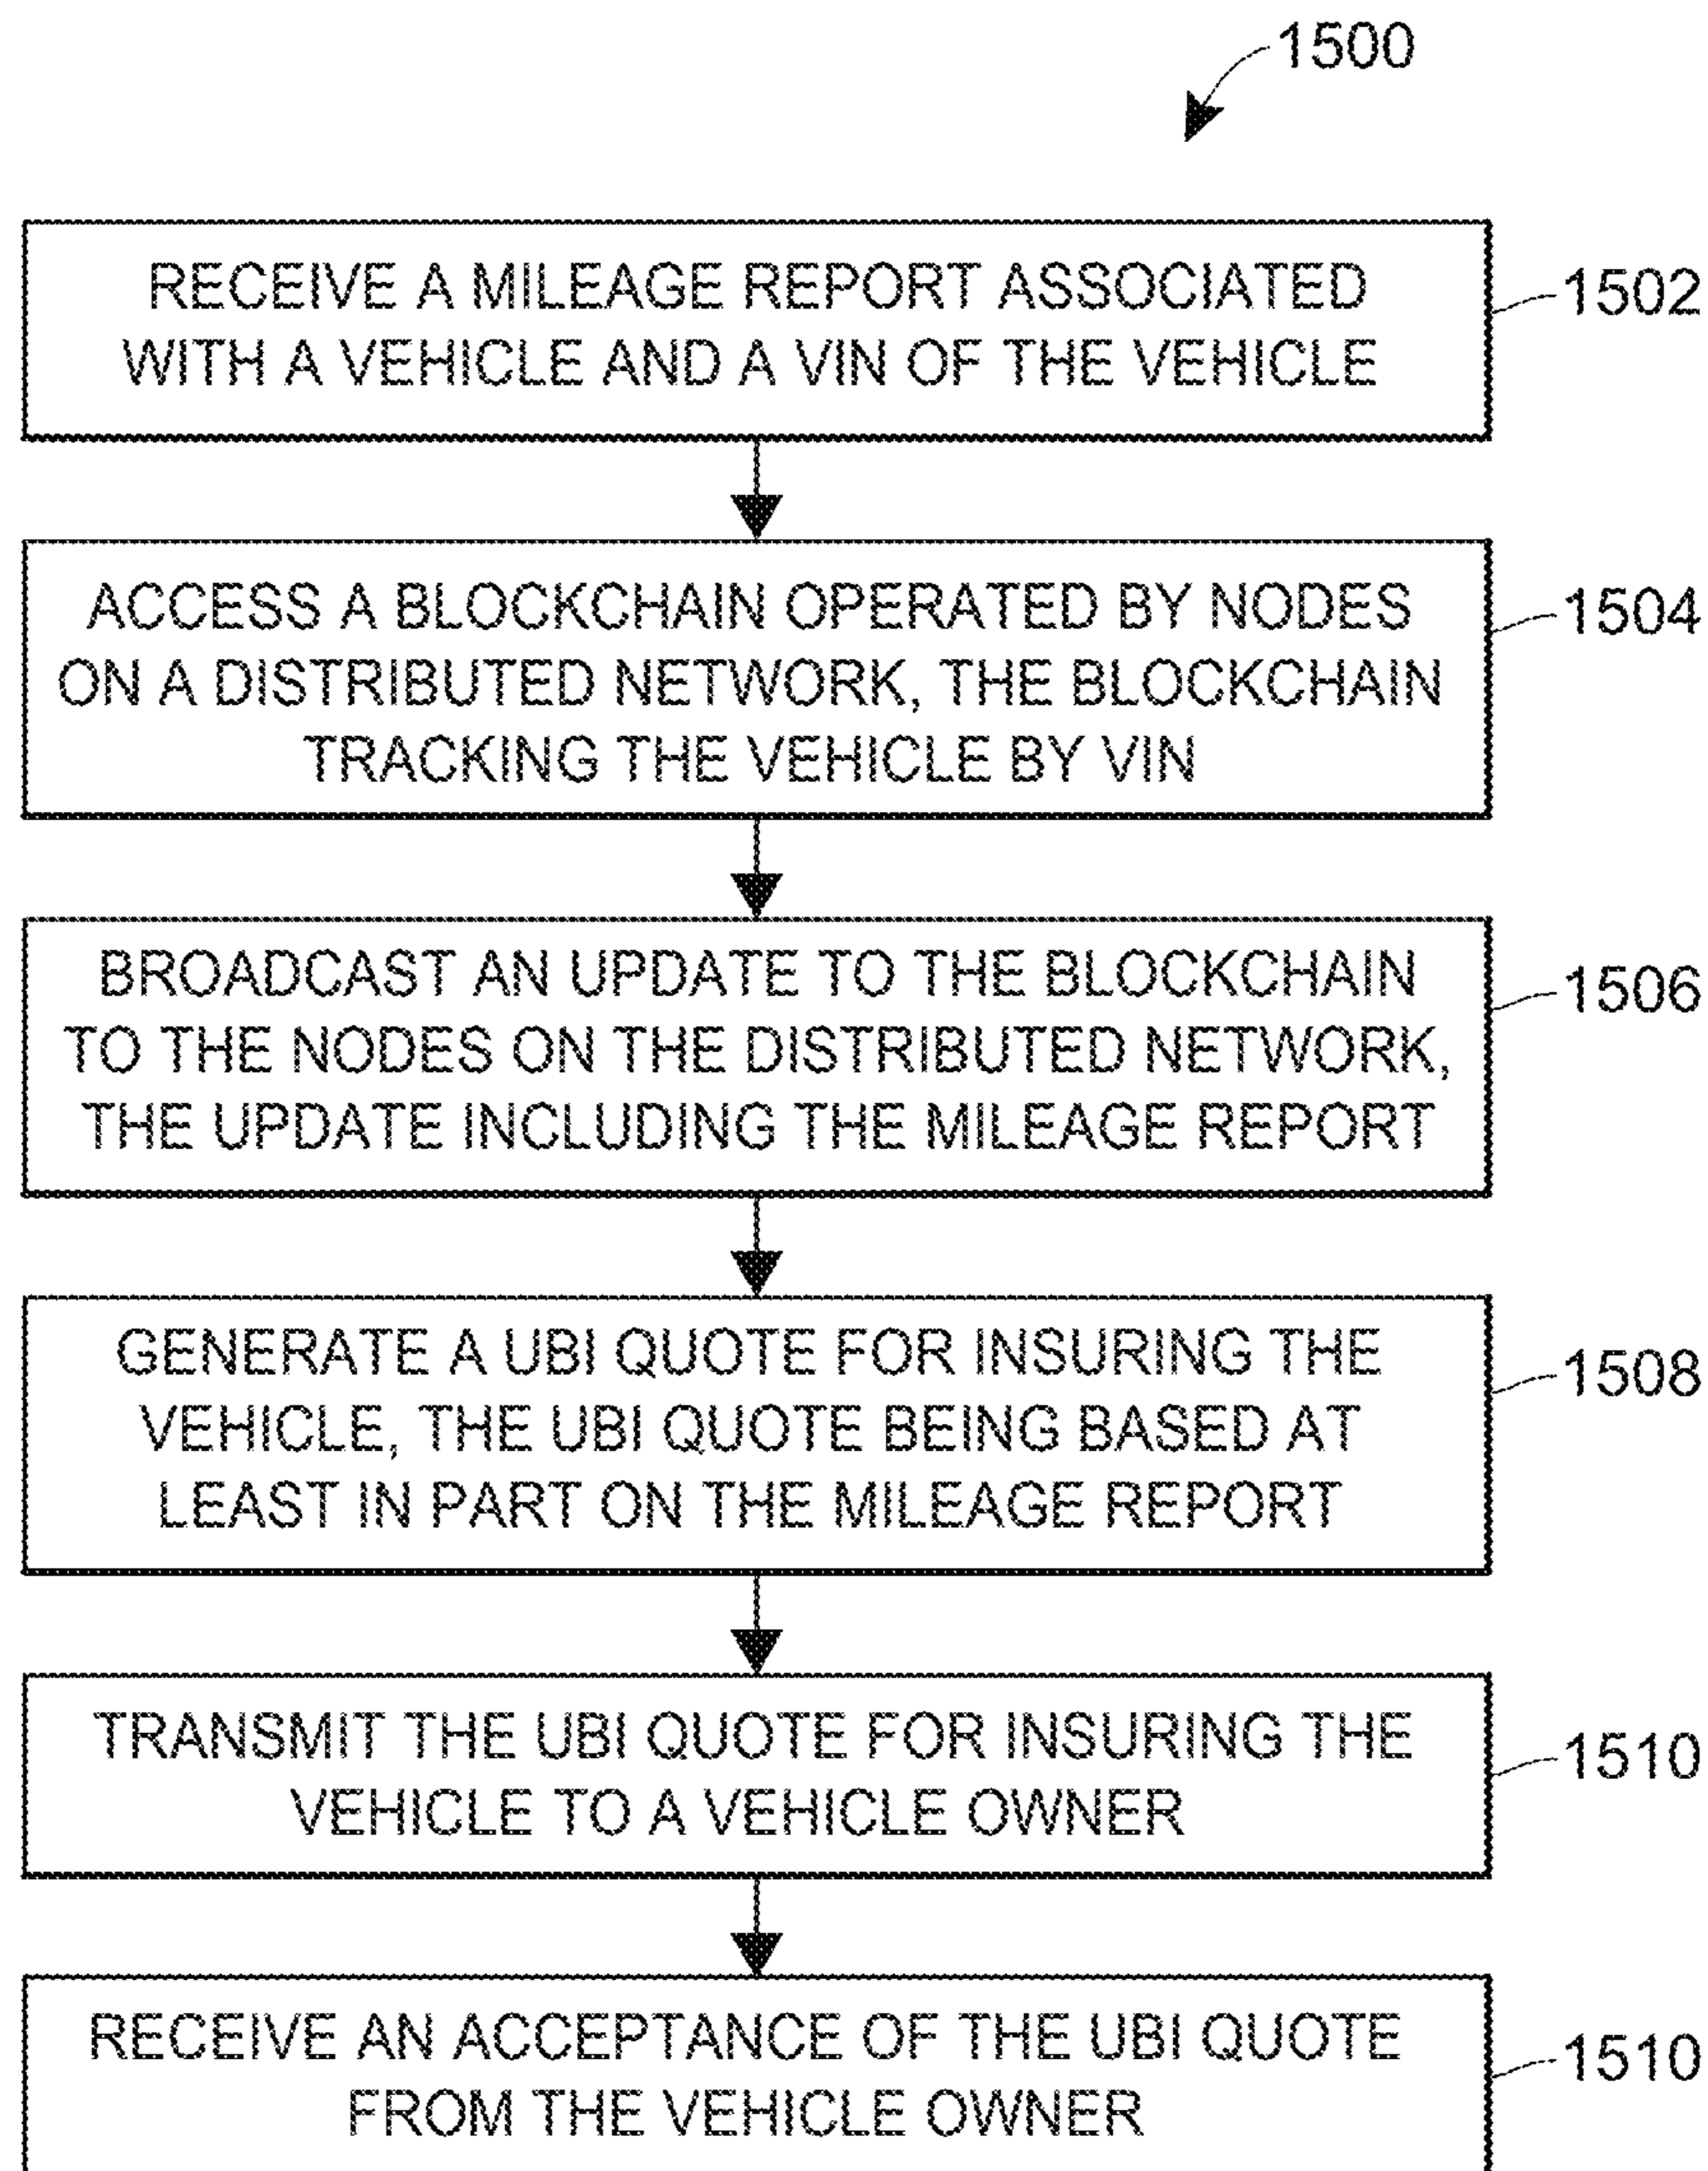 1500
RECEIVE A MILEAGE REPORT ASSOCIATED
WITH A VEHICLE AND A VIN OF THE VEHICLE
1502
ACCESS A BLOCKCHAIN OPERATED BY NODES
ON A DISTRIBUTED NETWORK, THE BLOCKCHAIN
TRACKING THE VEHICLE BY VIN
1504
BROADCAST AN UPDATE TO THE BLOCKCHAIN
TO THE NODES ON THE DISTRIBUTED NETWORK,
THE UPDATE INCLUDING THE MILEAGE REPORT
1506
GENERATE A UBI QUOTE FOR INSURING THE
VEHICLE, THE UBI QUOTE BEING BASED AT
LEAST IN PART ON THE MILEAGE REPORT
1508
TRANSMIT THE UBI QUOTE FOR INSURING THE
VEHICLE TO A VEHICLE OWNER
1510
RECEIVE AN ACCEPTANCE OF THE UBI QUOTE
FROM THE VEHICLE OWNER
1510